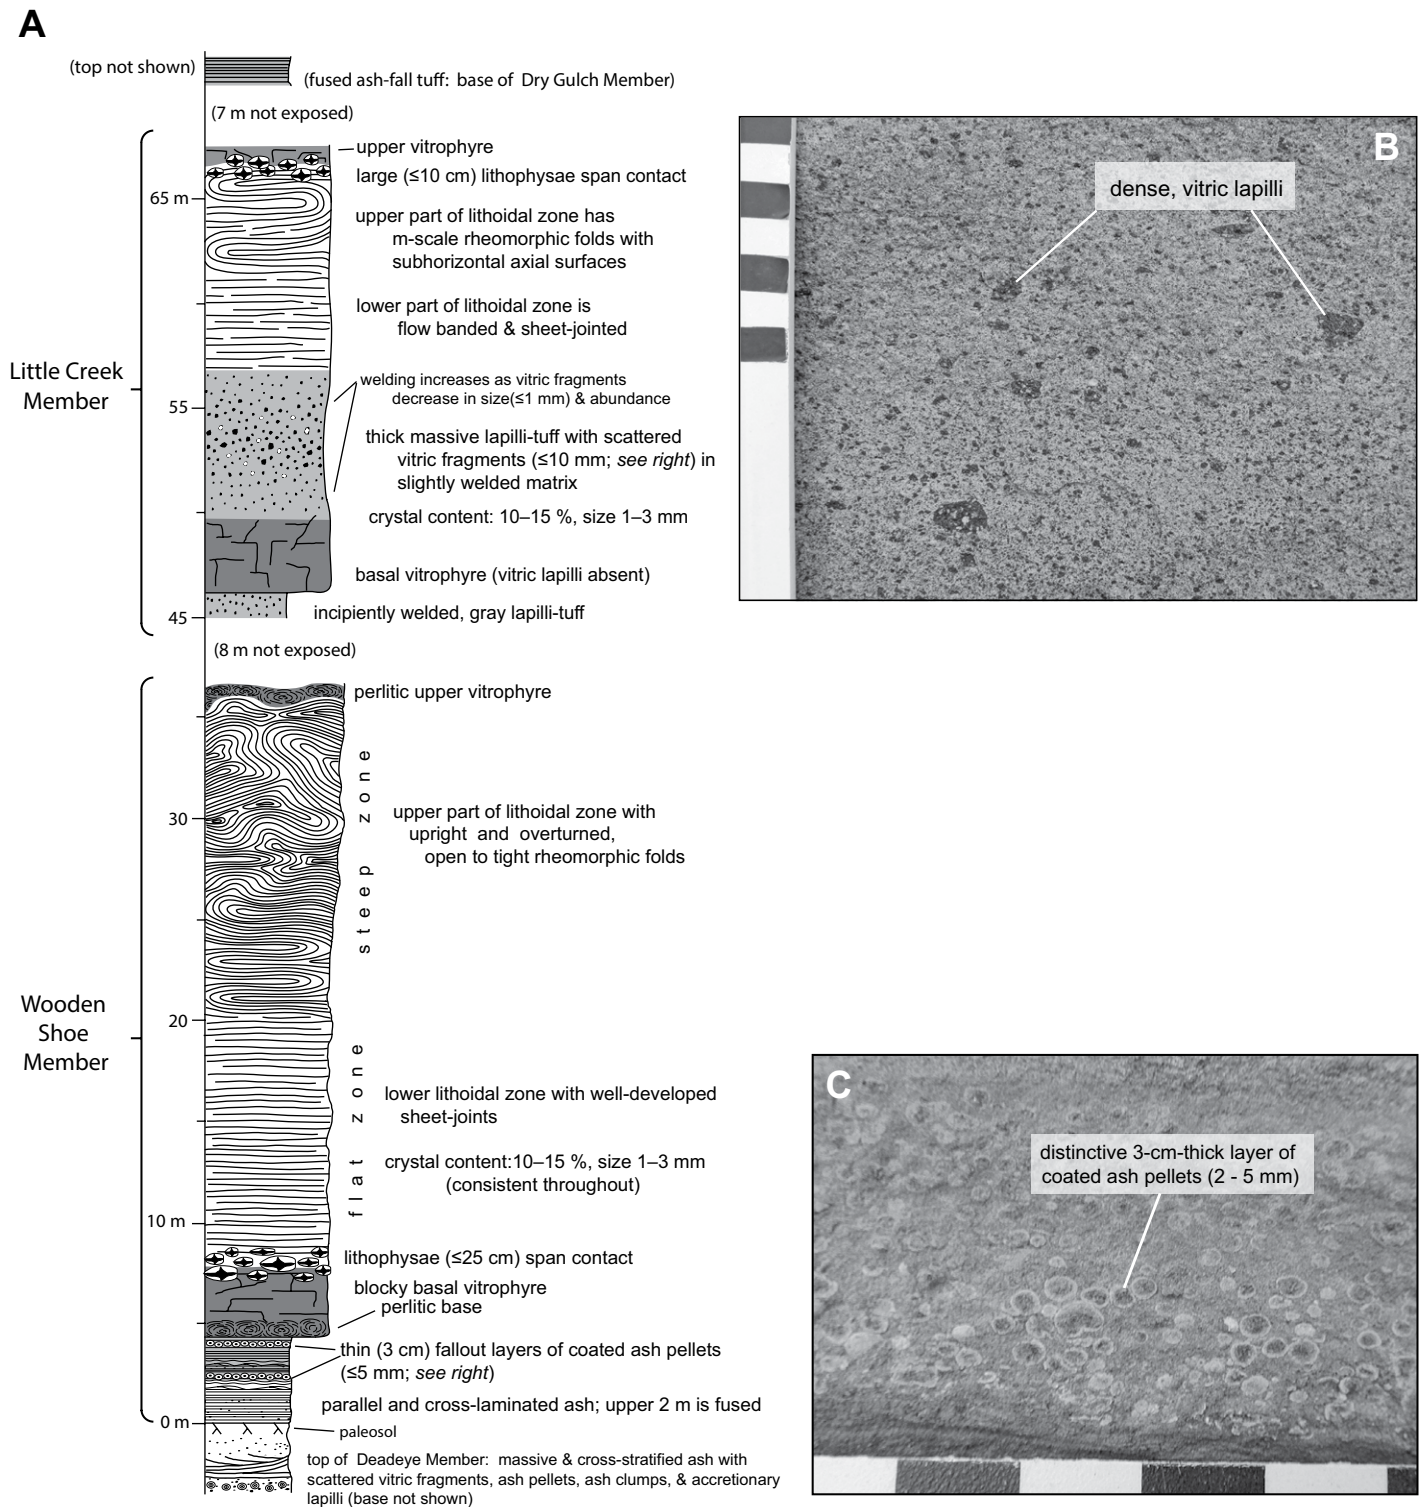 A
(top not shown)
(fused ash-fall tuff: base of Dry Gulch Member)
(7 m not exposed)
upper vitrophyre
large (≤10 cm) lithophysae span contact
65 m
upper part of lithoidal zone has
m-scale rheomorphic folds with
subhorizontal axial surfaces
lower part of lithoidal zone is
flow banded & sheet-jointed
Little Creek
Member
welding increases as vitric fragments
decrease in size(≤1 mm) & abundance
55
thick massive lapilli-tuff with scattered
vitric fragments (≤10 mm; see right) in
slightly welded matrix
crystal content: 10–15 %, size 1–3 mm
basal vitrophyre (vitric lapilli absent)
incipiently welded, gray lapilli-tuff
45
(8 m not exposed)
perlitic upper vitrophyre
steep zone
30
upper part of lithoidal zone with
upright and overturned,
open to tight rheomorphic folds
Wooden
Shoe
Member
20
flat zone
lower lithoidal zone with well-developed
sheet-joints
crystal content:10–15 %, size 1–3 mm
(consistent throughout)
10 m
lithophysae (≤25 cm) span contact
blocky basal vitrophyre
perlitic base
thin (3 cm) fallout layers of coated ash pellets
(≤5 mm; see right)
parallel and cross-laminated ash; upper 2 m is fused
0 m
paleosol
top of Deadeye Member: massive & cross-stratified ash with
scattered vitric fragments, ash pellets, ash clumps, & accretionary
lapilli (base not shown)
B
dense, vitric lapilli
C
distinctive 3-cm-thick layer of
coated ash pellets (2 - 5 mm)